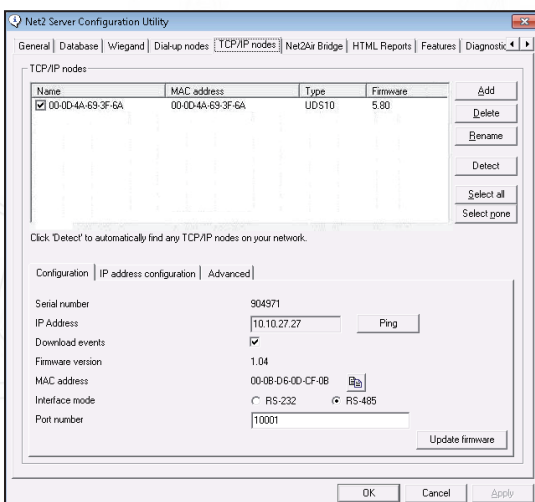 Net2 Server Configuration Utility
General Database Wiegand Dial-up nodes TCP/IP nodes Net2Air Bridge HTML Reports Features Diagnostic
TCP/IP nodes
Name MAC address Type Firmware
00-0D-4A-69-3F-6A 00-0D-4A-69-3F-6A UDS10 5.80
Add
Delete
Rename
Detect
Select all
Select none
Click 'Detect' to automatically find any TCP/IP nodes on your network.
Configuration IP address configuration Advanced
Serial number 904971
IP Address 10.10.27.27 Ping
Download events
Firmware version 1.04
MAC address 00-0B-D6-0D-CF-0B
Interface mode RS-232 RS-485
Port number 10001
Update firmware
OK Cancel Apply